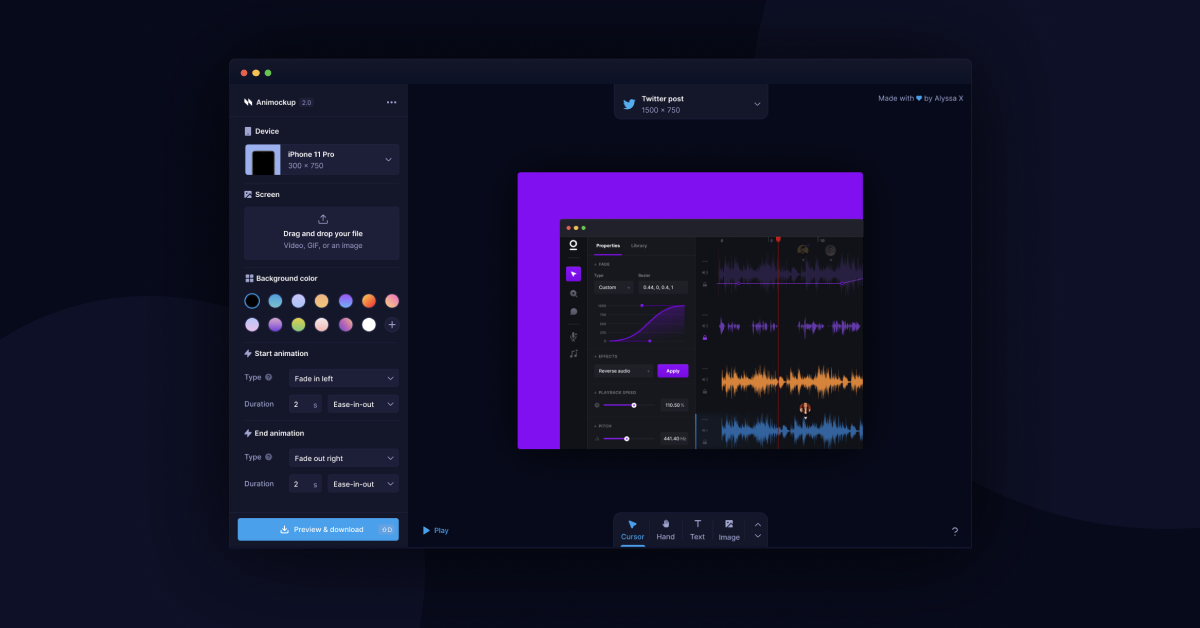 Animockup 2.0
Device
iPhone 11 Pro
300 × 750
Screen
Drag and drop your file
Video, GIF, or an image
Background color
Start animation
Type
Fade in left
Duration
2 s
Ease-in-out
End animation
Type
Fade out right
Duration
2 s
Ease-in-out
Preview & download
Twitter post
1500 × 750
Made with by Alyssa X
Properties
Library
FADE
Type
Custom
0.44, 0, 0.4, 1
EFFECTS
Reverse audio
Apply
PLAYBACK SPEED
110.50 %
PITCH
441.40 Hz
Play
Cursor
Hand
Text
Image
?